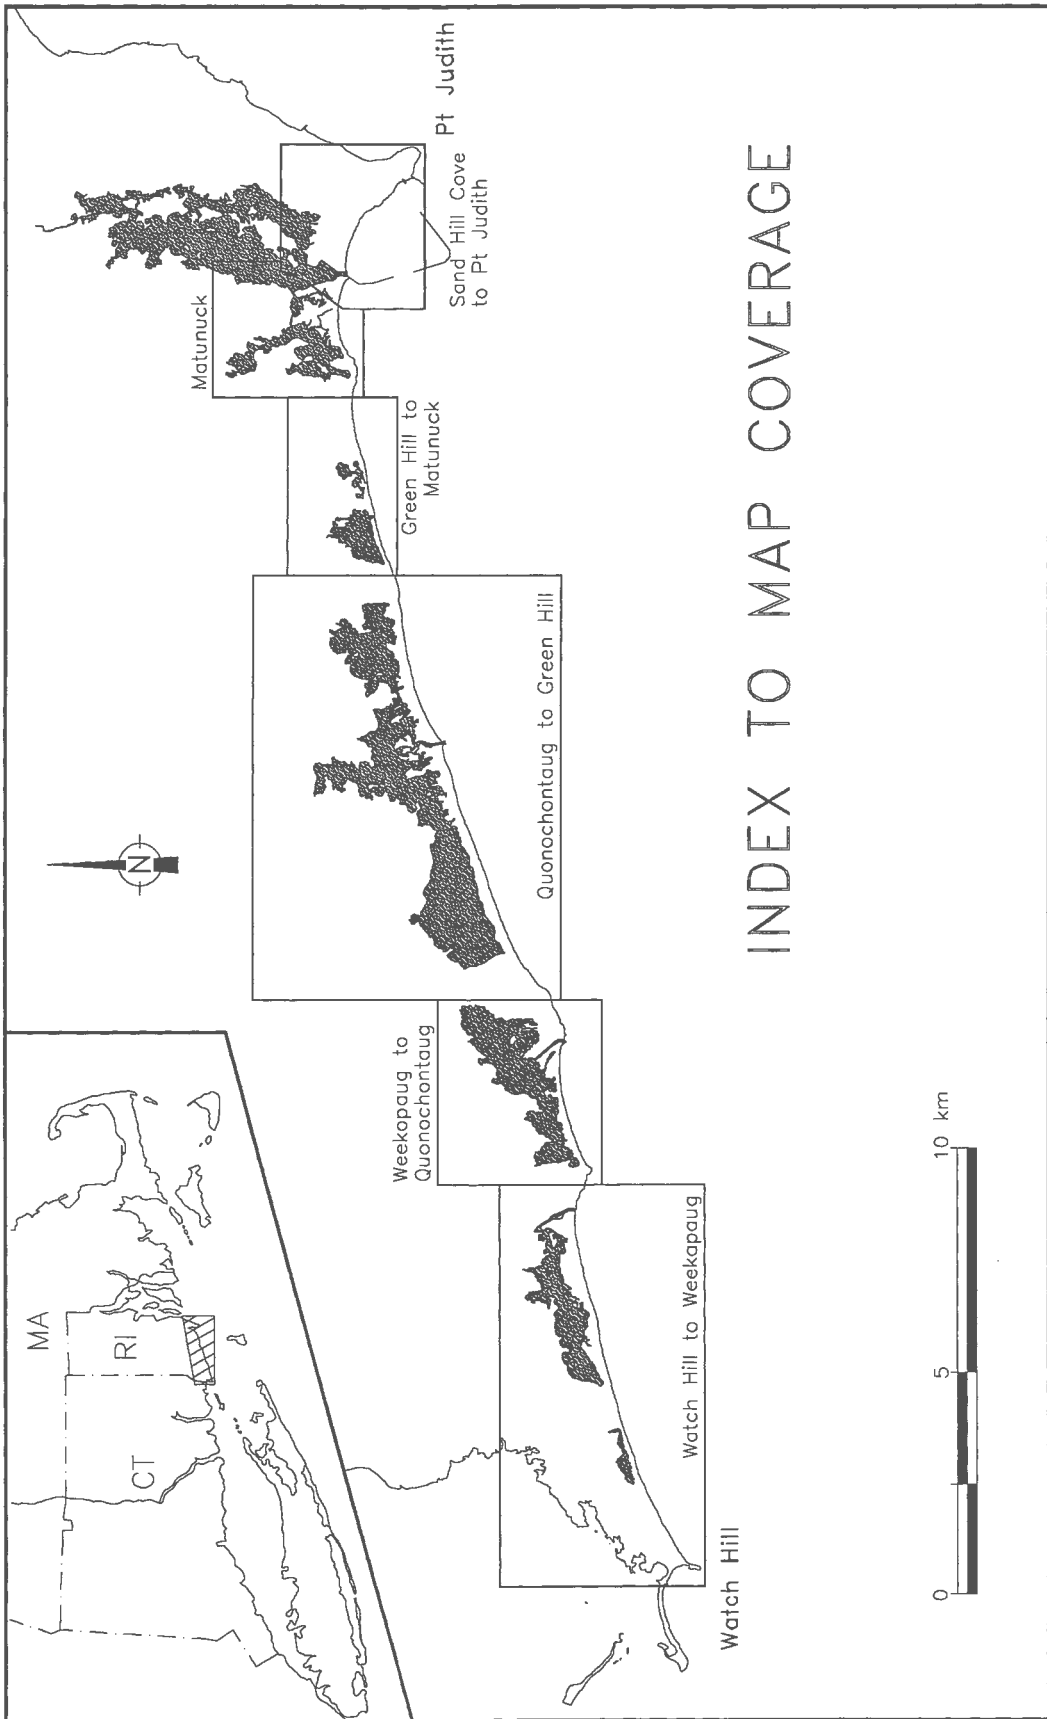 MA
RI
CT
N
Pt Judith
Sand Hill Cove
to Pt Judith
Matunuck
Green Hill to
Matunuck
Quonochontaug to Green Hill
Weekopaug to
Quonochontaug
Watch Hill to Weekapaug
Watch Hill
INDEX TO MAP COVERAGE
0
5
10 km